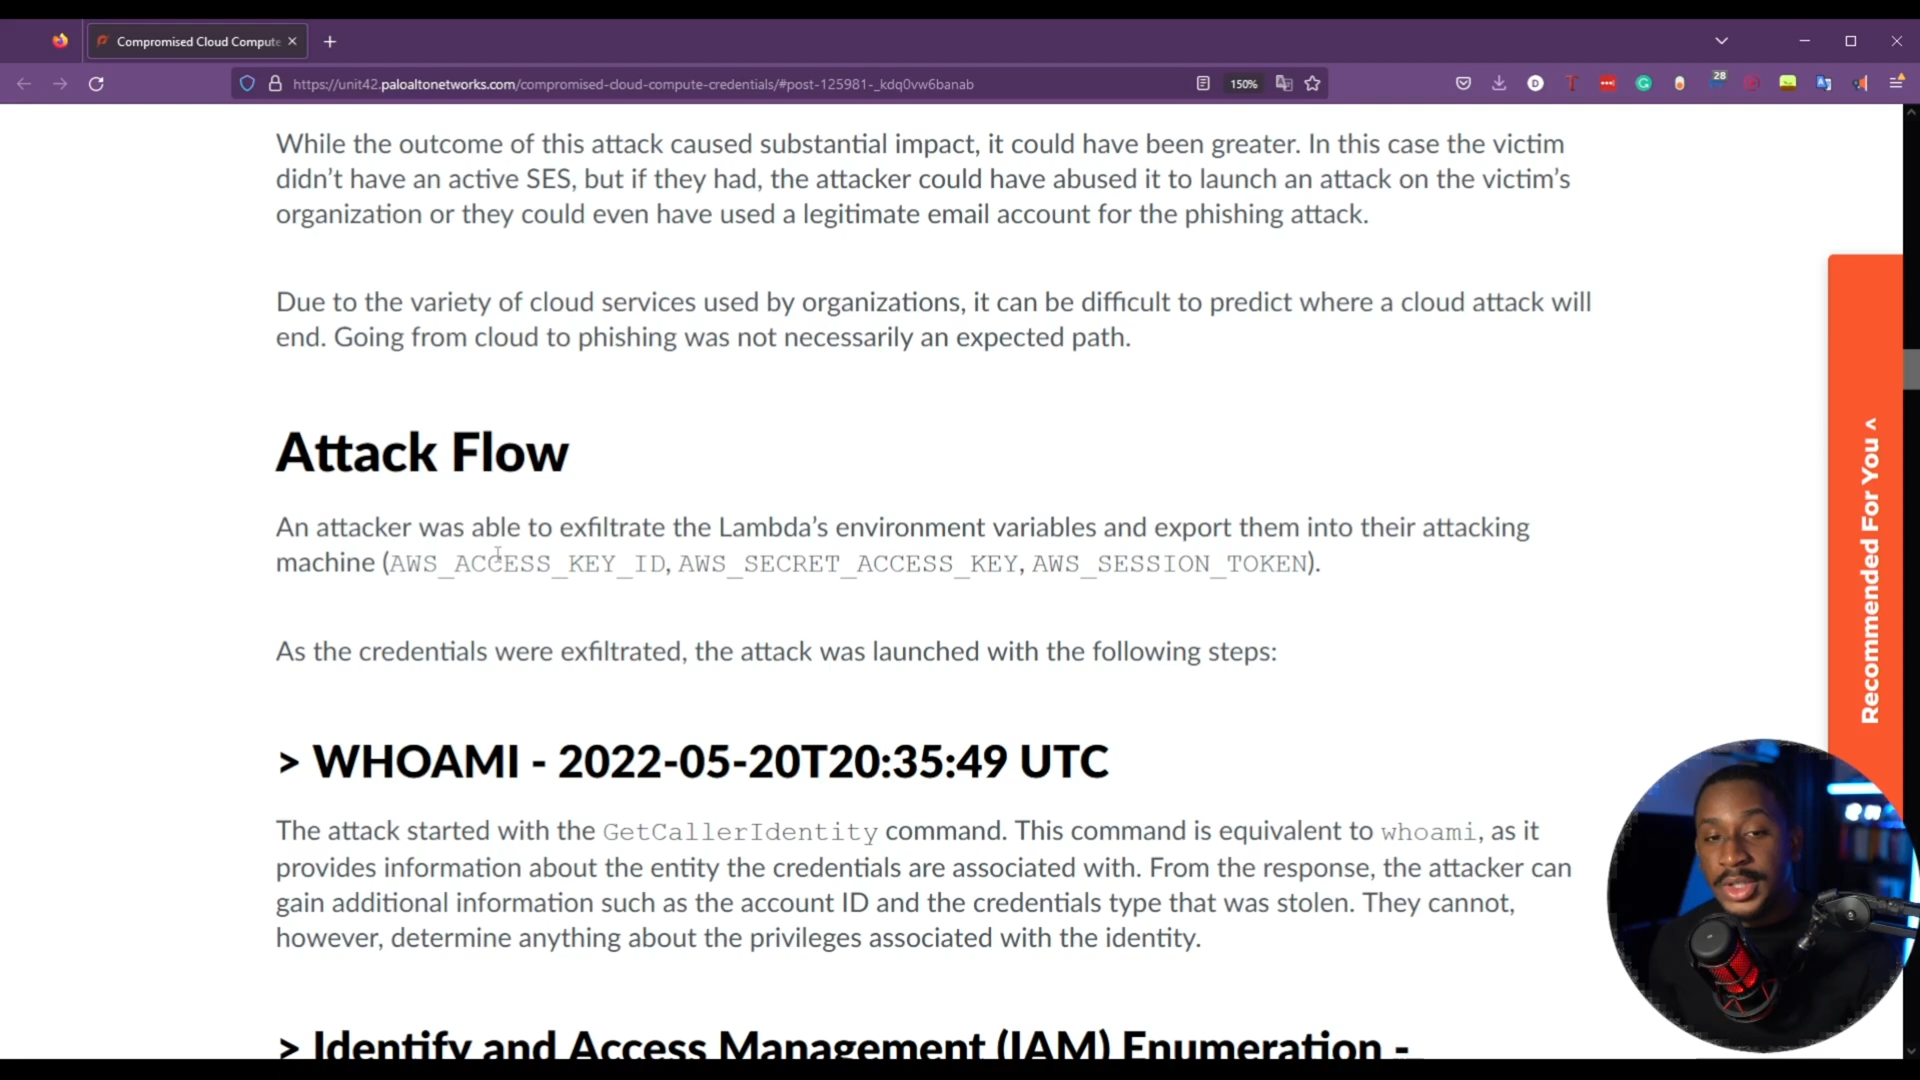 Compromised Cloud Compute
https://unit42.paloaltonetworks.com/compromised-cloud-compute-credentials/#post-125981-_kdq0vw6banab
150%
28
While the outcome of this attack caused substantial impact, it could have been greater. In this case the victim
didn’t have an active SES, but if they had, the attacker could have abused it to launch an attack on the victim’s
organization or they could even have used a legitimate email account for the phishing attack.
Due to the variety of cloud services used by organizations, it can be difficult to predict where a cloud attack will
end. Going from cloud to phishing was not necessarily an expected path.
Attack Flow
An attacker was able to exfiltrate the Lambda’s environment variables and export them into their attacking
machine (AWS_ACCESS_KEY_ID, AWS_SECRET_ACCESS_KEY, AWS_SESSION_TOKEN).
As the credentials were exfiltrated, the attack was launched with the following steps:
> WHOAMI - 2022-05-20T20:35:49 UTC
The attack started with the GetCallerIdentity command. This command is equivalent to whoami, as it
provides information about the entity the credentials are associated with. From the response, the attacker can
gain additional information such as the account ID and the credentials type that was stolen. They cannot,
however, determine anything about the privileges associated with the identity.
> Identify and Access Management (IAM) Enumeration -
Recommended For You ^